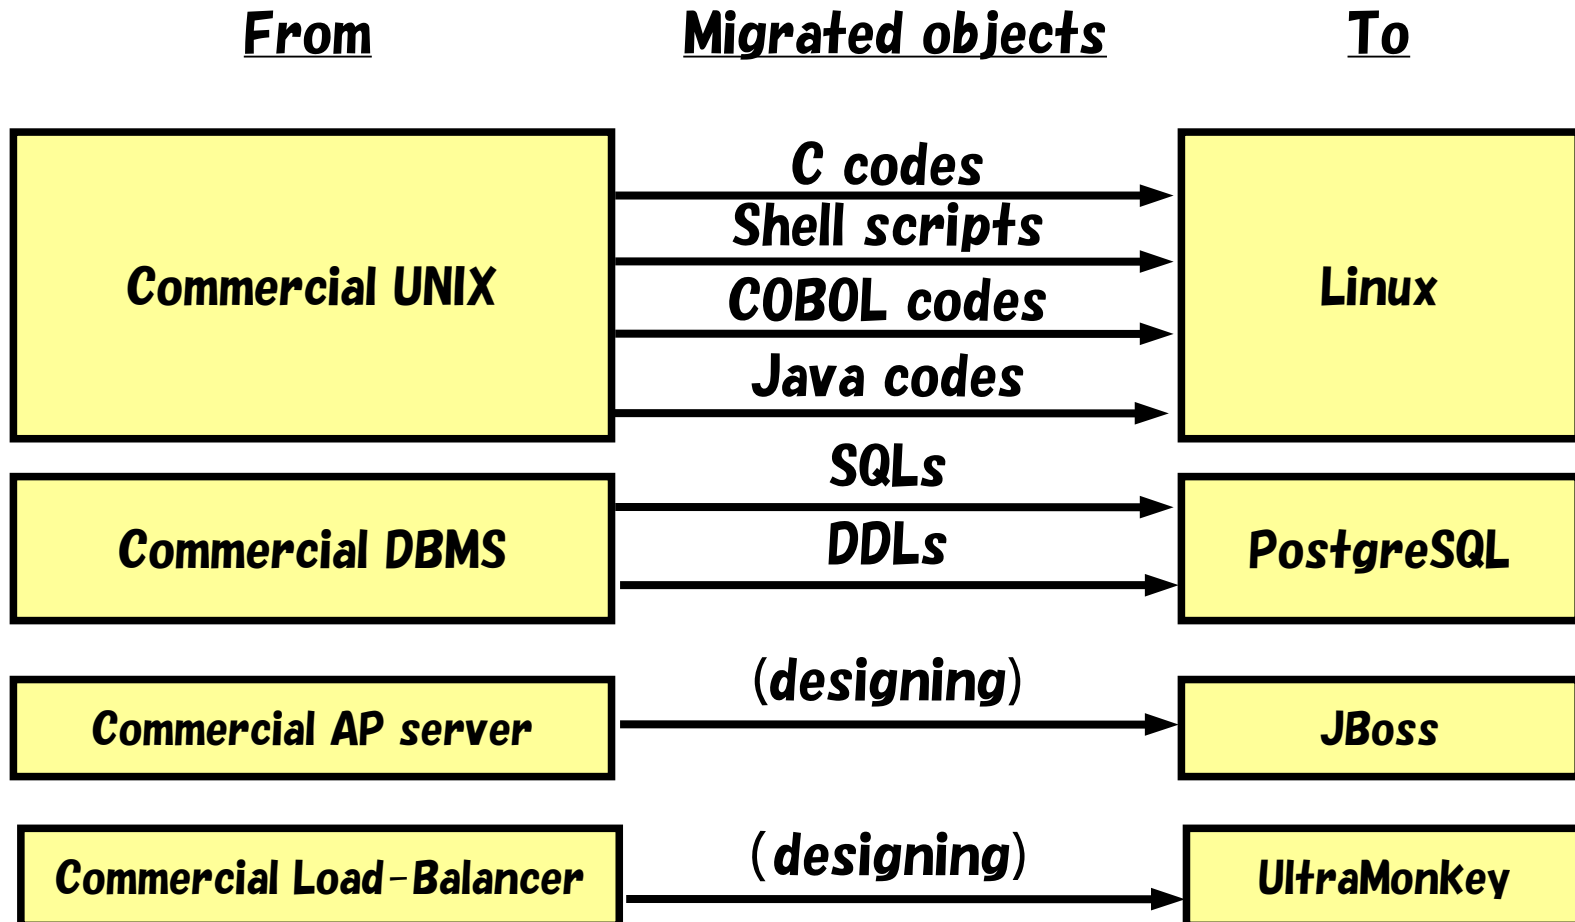 From
Migrated objects
To
C codes
Shell scripts
Commercial UNIX
COBOL codes
Linux
Java codes
SQLs
Commercial DBMS
DDLs
PostgreSQL
(designing)
Commercial AP server
JBoss
(designing)
Commercial Load-Balancer
UltraMonkey